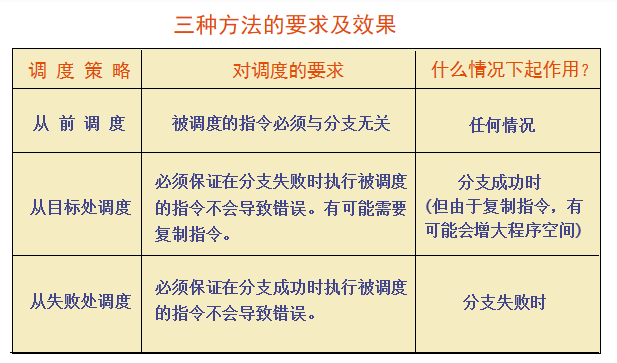 三种方法的要求及效果
调度策略 对调度的要求 什么情况下起作用?
从前调度 被调度的指令必须与分支无关 任何情况
从目标处调度 必须保证在分支失败时执行被调度
的指令不会导致错误。有可能需要
复制指令。
分支成功时
(但由于复制指令，有
可能会增大程序空间)
从失败处调度 必须保证在分支成功时执行被调度
的指令不会导致错误。
分支失败时